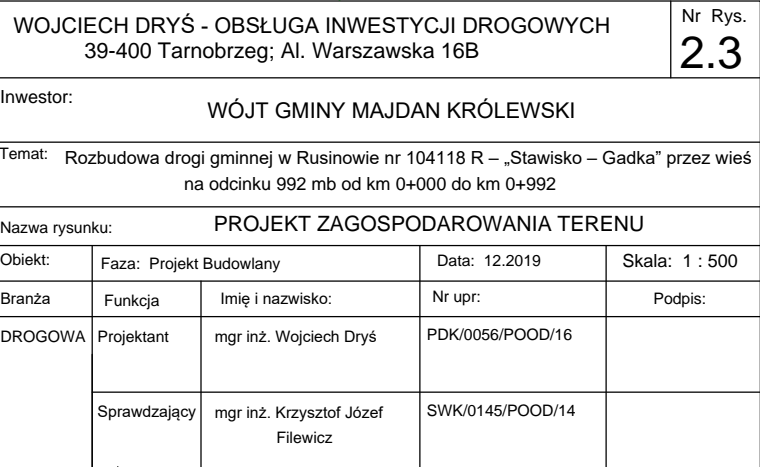 WOJCIECH DRYŚ - OBSŁUGA INWESTYCJI DROGOWYCH
39-400 Tarnobrzeg; Al. Warszawska 16B
Nr Rys.
2.3
Inwestor:
WÓJT GMINY MAJDAN KRÓLEWSKI
Temat: Rozbudowa drogi gminnej w Rusinowie nr 104118 R – „Stawisko – Gadka” przez wieś
na odcinku 992 mb od km 0+000 do km 0+992
Nazwa rysunku: PROJEKT ZAGOSPODAROWANIA TERENU
Obiekt: Faza: Projekt Budowlany Data: 12.2019 Skala: 1 : 500
Branża Funkcja Imię i nazwisko: Nr upr: Podpis:
DROGOWA Projektant mgr inż. Wojciech Dryś PDK/0056/POOD/16
Sprawdzający mgr inż. Krzysztof Józef SWK/0145/POOD/14
Filewicz